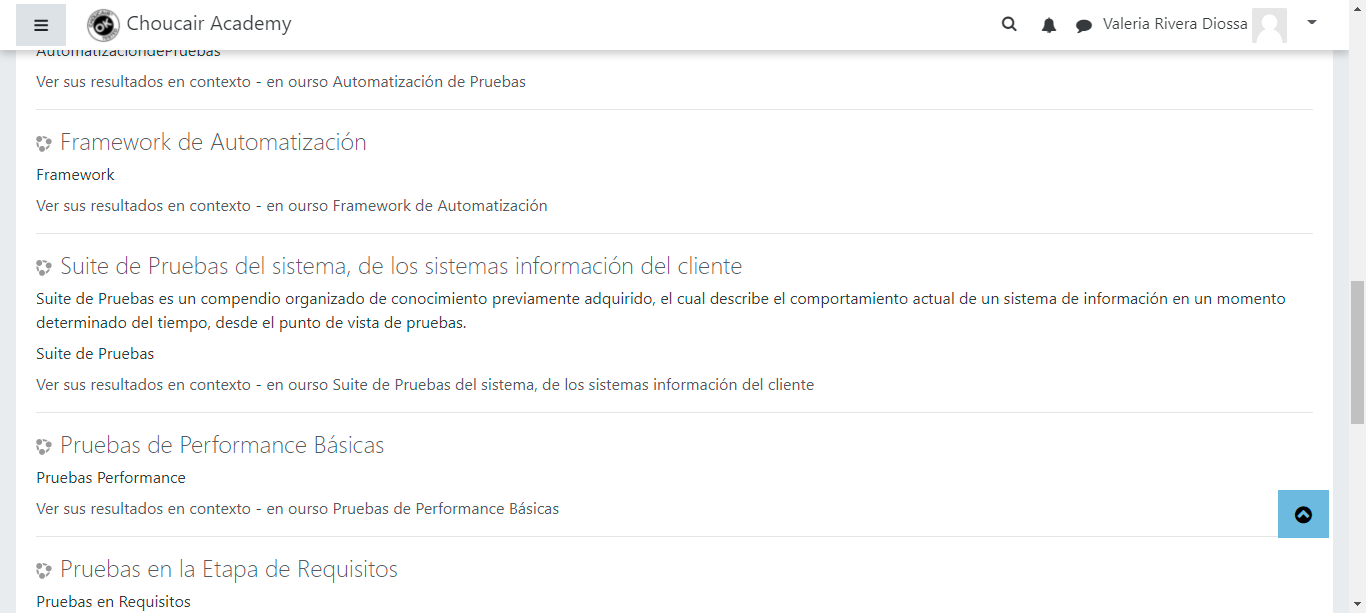 Choucair Academy
Valeria Rivera Diossa
AutomatizacióndePruebas
Ver sus resultados en contexto - en ourso Automatización de Pruebas
Framework de Automatización
Framework
Ver sus resultados en contexto - en ourso Framework de Automatización
Suite de Pruebas del sistema, de los sistemas información del cliente
Suite de Pruebas es un compendio organizado de conocimiento previamente adquirido, el cual describe el comportamiento actual de un sistema de información en un momento
determinado del tiempo, desde el punto de vista de pruebas.
Suite de Pruebas
Ver sus resultados en contexto - en ourso Suite de Pruebas del sistema, de los sistemas información del cliente
Pruebas de Performance Básicas
Pruebas Performance
Ver sus resultados en contexto - en ourso Pruebas de Performance Básicas
Pruebas en la Etapa de Requisitos
Pruebas en Requisitos